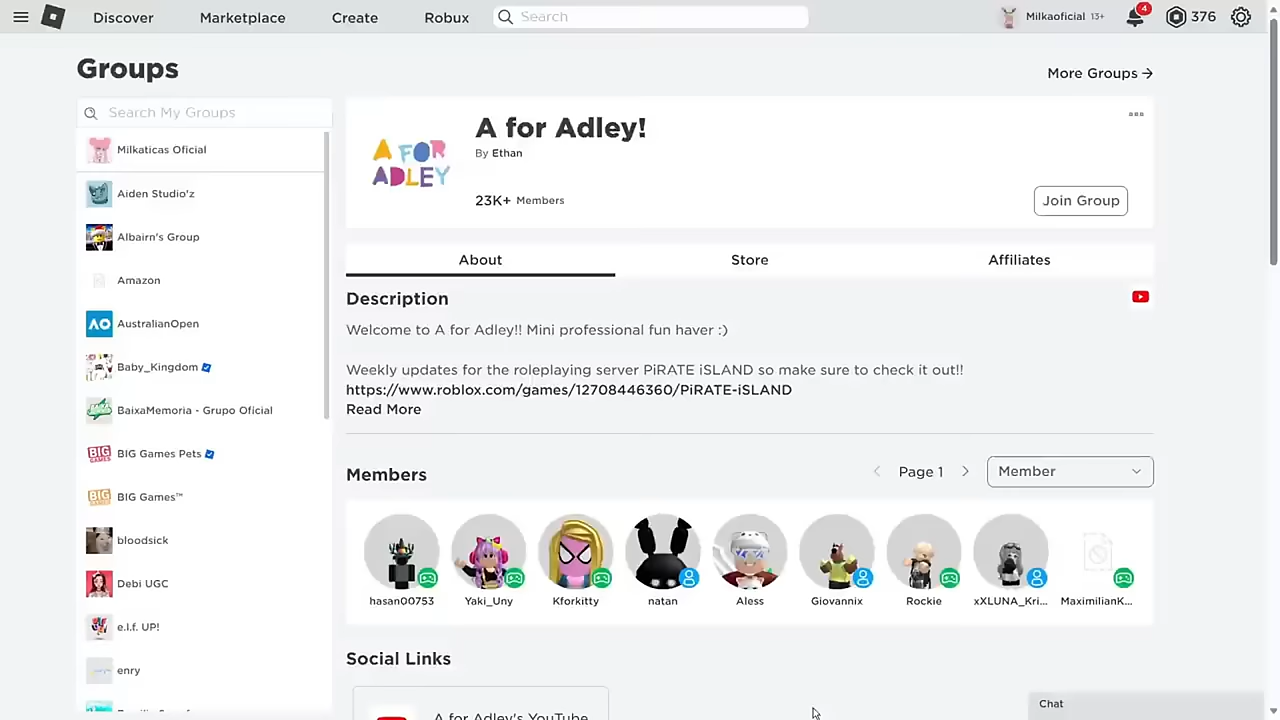 Discover
Marketplace
Create
Robux
Search
Milkaoficial 13+
4
376
Groups
More Groups →
Search My Groups
Milkaticas Oficial
Aiden Studio'z
Albairn's Group
Amazon
AO
AustralianOpen
Baby_Kingdom
BaixaMemoria - Grupo Oficial
BIG
BIG Games Pets
BIG
BIG Games™
bloodsick
Debi UGC
e.l.f. UP!
enry
A FOR
ADLEY
A for Adley!
By Ethan
23K+ Members
Join Group
About
Store
Affiliates
Description
Welcome to A for Adley!! Mini professional fun haver :)
Weekly updates for the roleplaying server PiRATE iSLAND so make sure to check it out!!
https://www.roblox.com/games/12708446360/PiRATE-iSLAND
Read More
Members
Page 1
Member
hasan00753
Yaki_Uny
Kforkitty
natan
Aless
Giovannix
Rockie
xXLUNA_Kri...
MaximilianK...
Social Links
A for Adley's YouTube
Chat